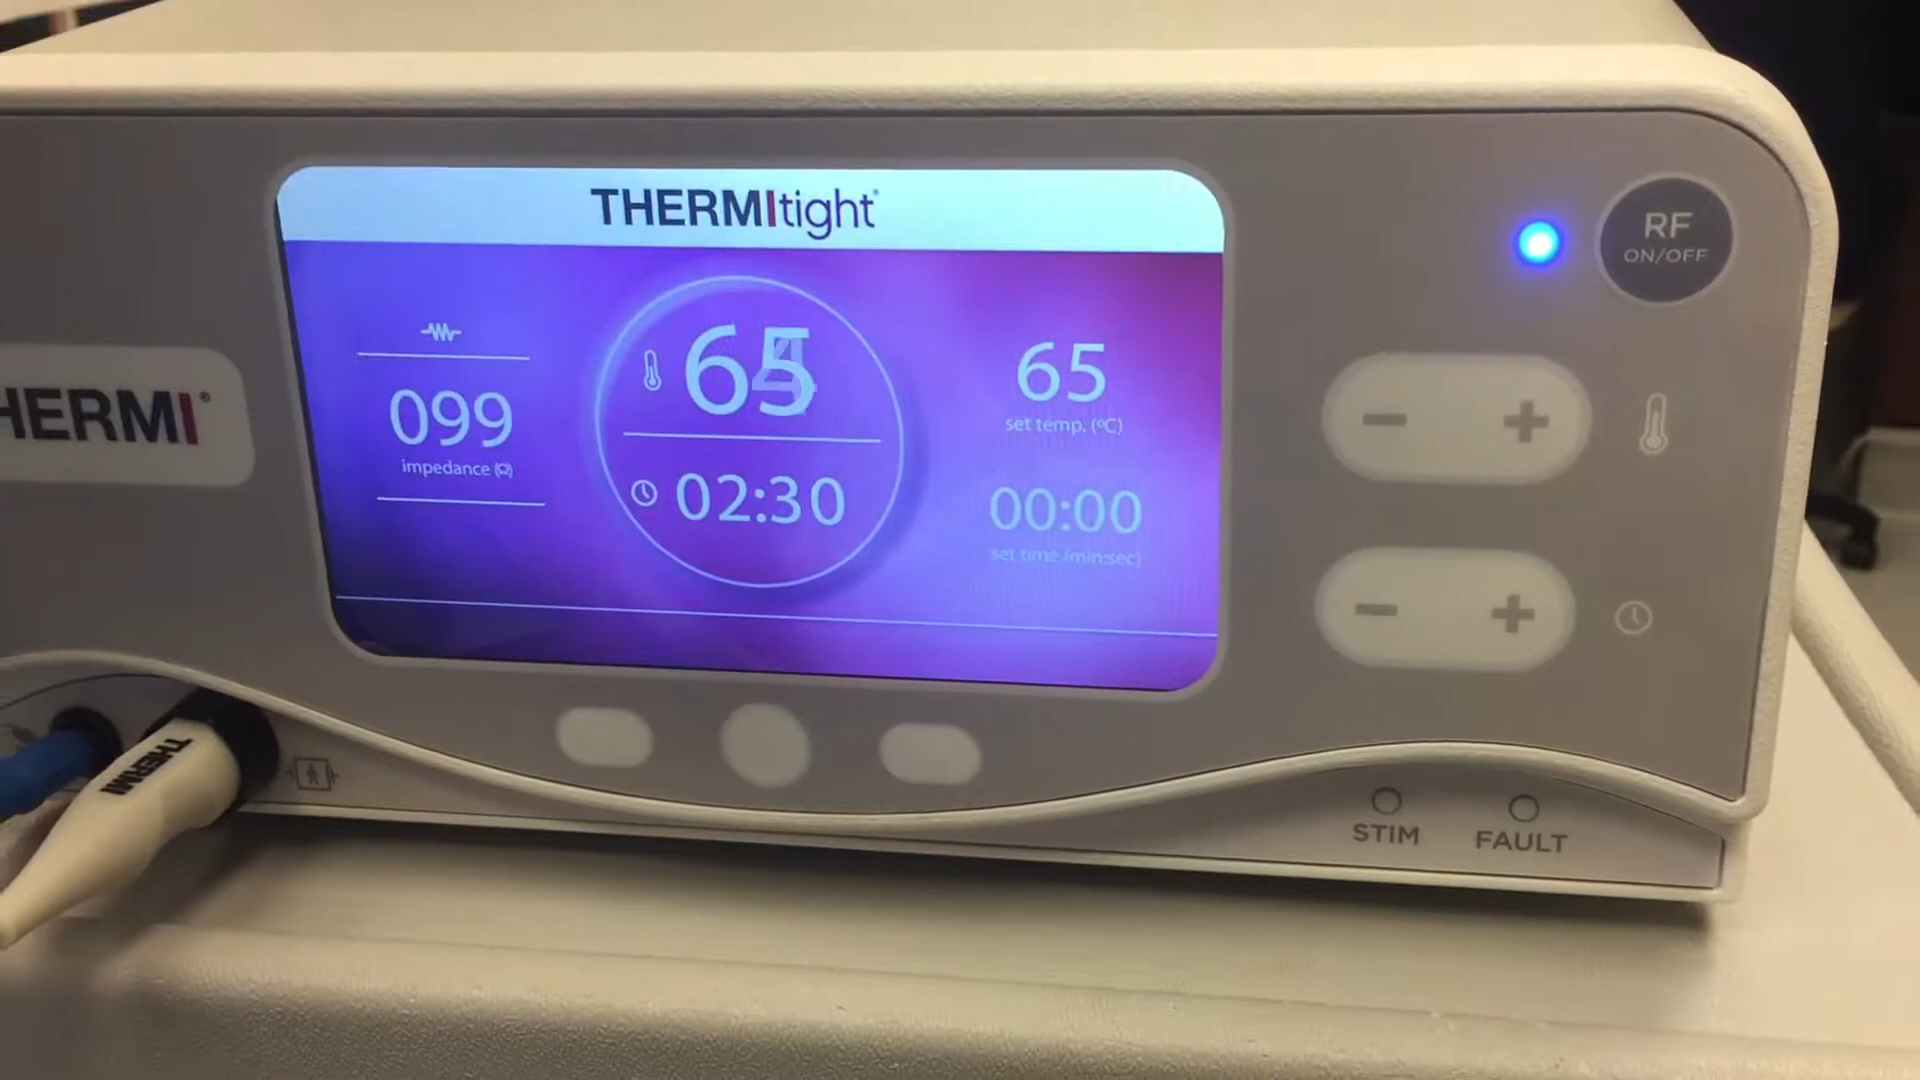 THERMItight®
RF
ON/OFF
HERMI®
099
impedance (Ω)
65
02:30
65
set temp. (ºC)
00:00
set time (min:sec)
THERMI
STIM
FAULT